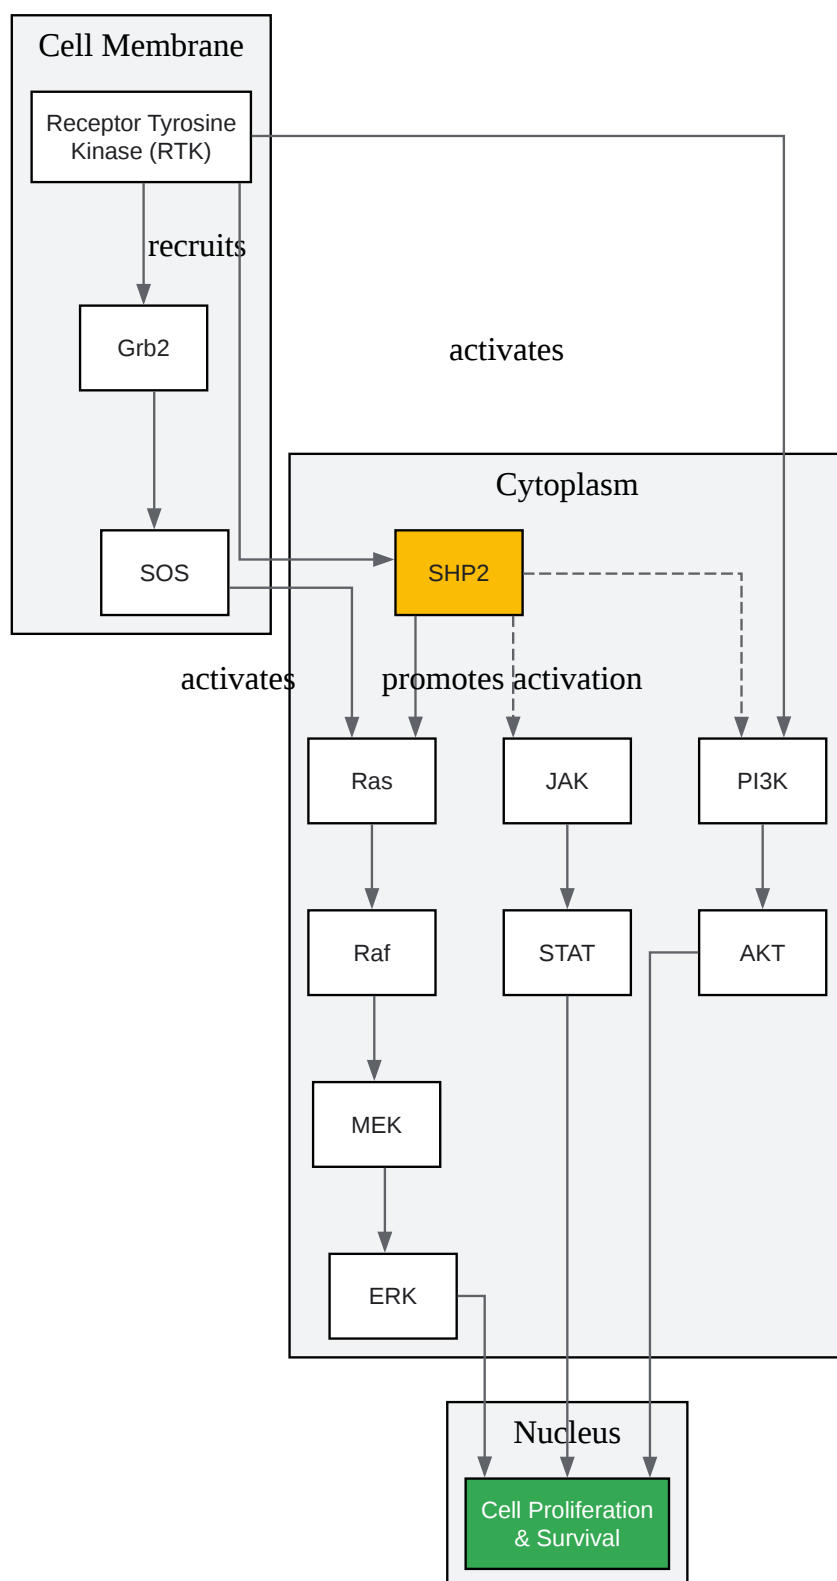 Cell Membrane
Receptor Tyrosine
Kinase (RTK)
recruits
Grb2
activates
Cytoplasm
SOS
SHP2
activates
promotes activation
Ras
JAK
PI3K
Raf
STAT
AKT
MEK
ERK
Nucleus
Cell Proliferation
& Survival